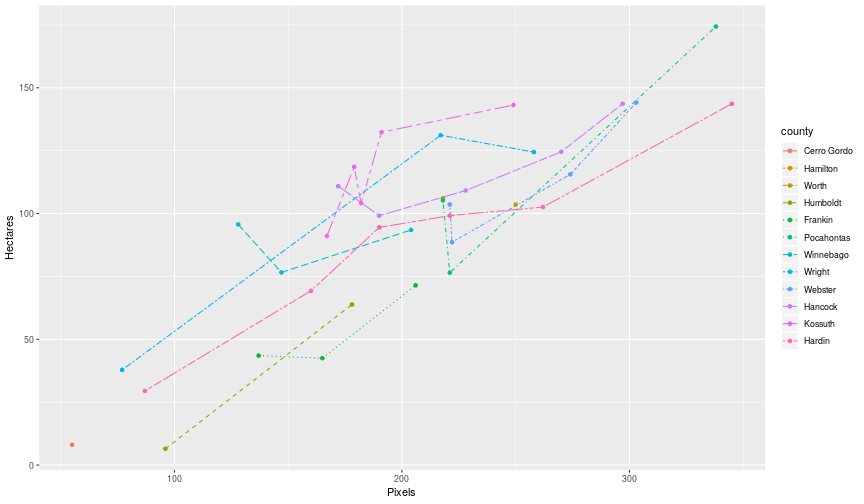 150
100
50
0
Hectares
100
200
300
Pixels
county
Cerro Gordo
Hamilton
Worth
Humboldt
Frankin
Pocahontas
Winnebago
Wright
Webster
Hancock
Kossuth
Hardin